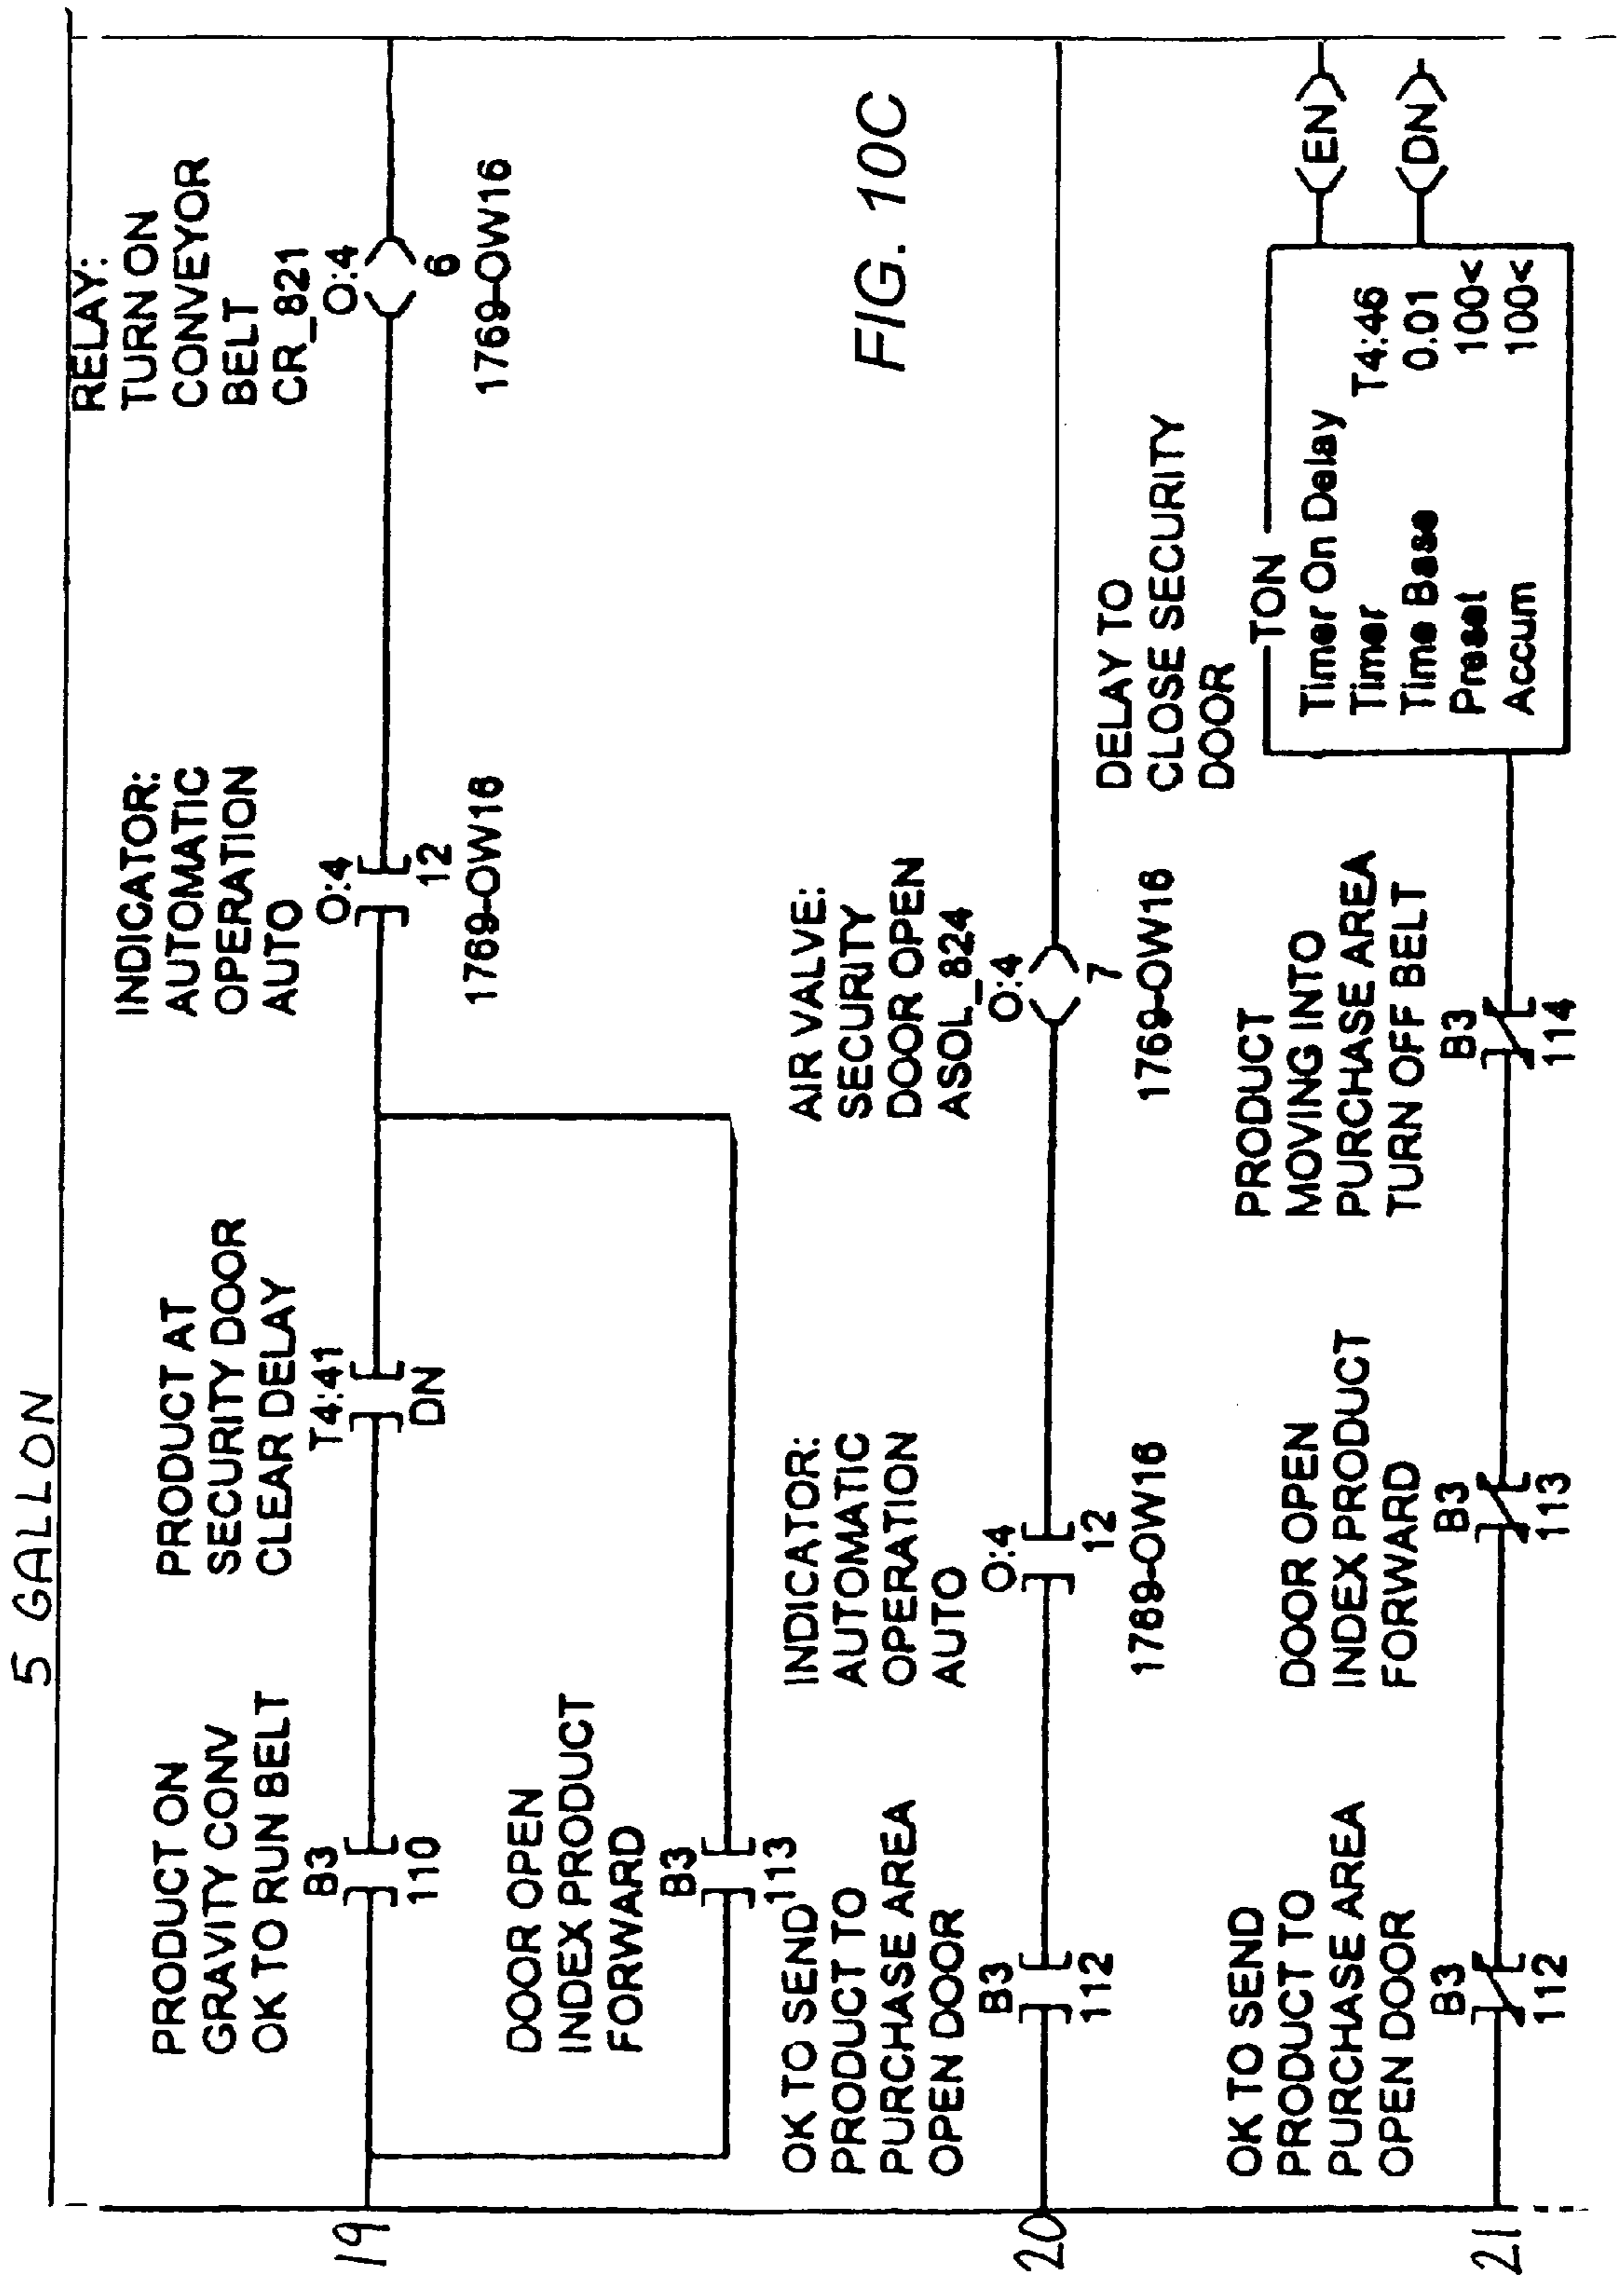 5 GALLON
19
PRODUCT ON
GRAVITY CONV
OK TO RUN BELT
B3
110
PRODUCT AT
SECURITY DOOR
CLEAR DELAY
T4:41
DN
INDICATOR:
AUTOMATIC
OPERATION
AUTO
O:4
12
1769-OW16
RELAY:
TURN ON
CONVEYOR
BELT
CR_821
O:4
6
1769-OW16
DOOR OPEN
INDEX PRODUCT
FORWARD
B3
113
20
OK TO SEND
PRODUCT TO
PURCHASE AREA
OPEN DOOR
B3
112
INDICATOR:
AUTOMATIC
OPERATION
AUTO
O:4
12
1769-OW16
AIR VALVE:
SECURITY
DOOR OPEN
ASOL_824
O:4
7
1769-OW16
FIG. 10C
21
OK TO SEND
PRODUCT TO
PURCHASE AREA
OPEN DOOR
B3
112
DOOR OPEN
INDEX PRODUCT
FORWARD
B3
113
PRODUCT
MOVING INTO
PURCHASE AREA
TURN OFF BELT
B3
114
DELAY TO
CLOSE SECURITY
DOOR
TON
Timer On Delay
Timer T4:46
Time Base 0.01
Preset 100<
Accum 100<
EN
DN